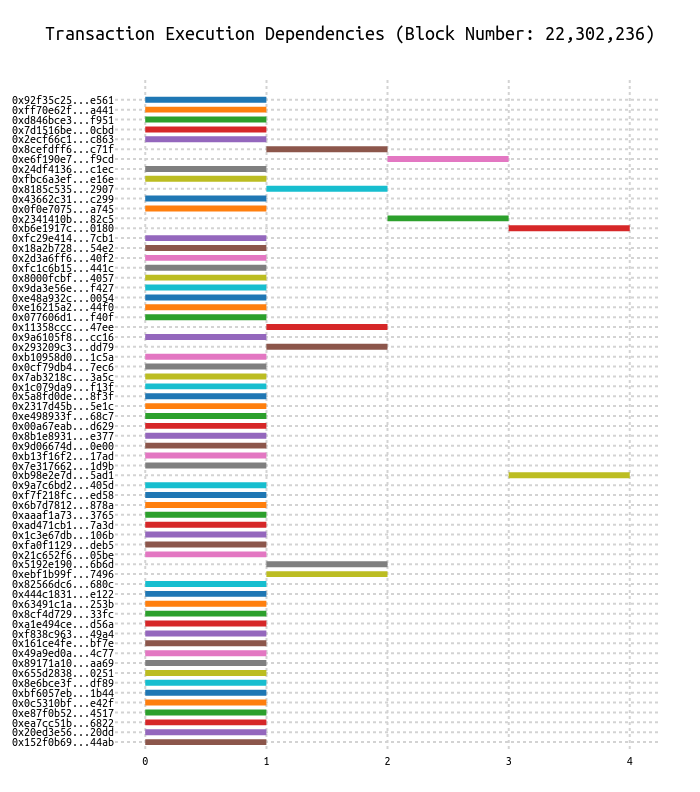 Transaction Execution Dependencies (Block Number: 22,302,236)
0x92f35c25...e561
0xff70e62f...a441
0xd846bce3...f951
0x7d1516be...0cbd
0x2ecf66c1...c863
0x8cefdff6...c71f
0xe6f190e7...f9cd
0x24df4136...c1ec
0xfbc6a3ef...e16e
0x8185c535...2907
0x43662c31...c299
0x0f0e7075...a745
0x2341410b...82c5
0xb6e1917c...0180
0xfc29e414...7cb1
0x18a2b728...54e2
0x2d3a6ff6...40f2
0xfc1c6b15...441c
0x8000fcbf...4057
0x9da3e56e...f427
0xe48a932c...0054
0xe16215a2...44f0
0x077606d1...f40f
0x11358ccc...47ee
0x9a6105f8...cc16
0x293209c3...dd79
0xb10958d0...1c5a
0x0cf79db4...7ec6
0x7ab3218c...3a5c
0x1c079da9...f13f
0x5a8fd0de...8f3f
0x2317d45b...5e1c
0xe498933f...68c7
0x00a67eab...d629
0x8b1e8931...e377
0x9d06674d...0e00
0xb13f16f2...17ad
0x7e317662...1d9b
0xb98e2e7d...5ad1
0x9a7c6bd2...405d
0xf7f218fc...ed58
0x6b7d7812...878a
0xaaaf1a73...3765
0xad471cb1...7a3d
0x1c3e67db...106b
0xfa0f1129...deb5
0x21c652f6...05be
0x5192e190...6b6d
0xebf1b99f...7496
0x82566dc6...680c
0x444c1831...e122
0x63491c1a...253b
0x8cf4d729...33fc
0xa1e494ce...d56a
0xf838c963...49a4
0x161ce4fe...bf7e
0x49a9ed0a...4c77
0x89171a10...aa69
0x655d2838...0251
0x8e6bce3f...df89
0xbf6057eb...1b44
0x0c5310bf...e42f
0xe87f0b52...4517
0xea7cc51b...6822
0x20ed3e56...20dd
0x152f0b69...44ab
0 1 2 3 4